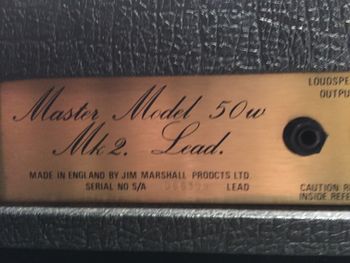 LOUDSPE
OUTPU
Master Model 50w
Mk2. Lead.
MADE IN ENGLAND BY JIM MARSHALL PRODCTS LTD
SERIAL NO S/A LEAD
CAUTION R
INSIDE REFE